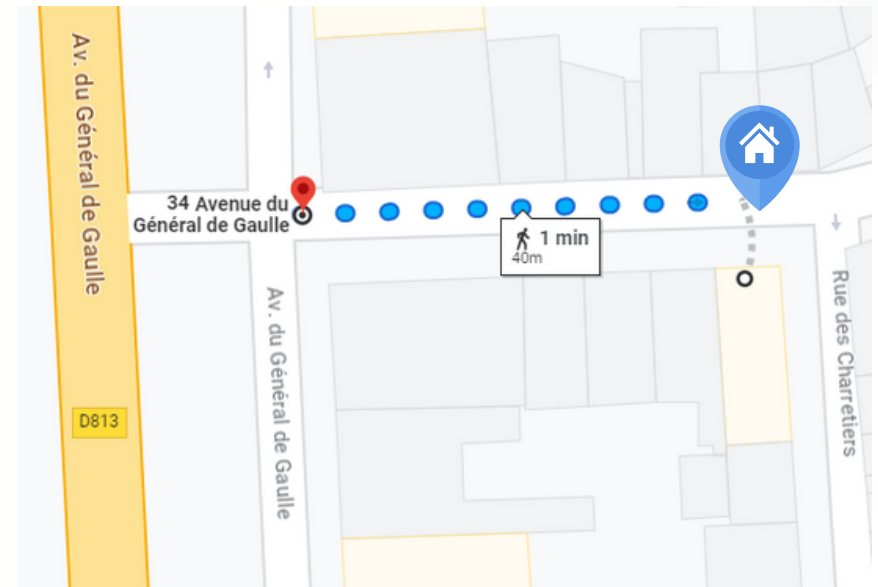 Av. du Général de Gaulle
34 Avenue du
Général de Gaulle
1 min
40m
Av. du Général de Gaulle
Rue des Charretiers
D813